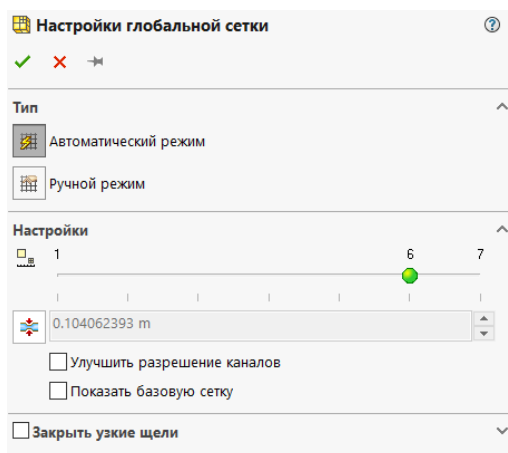 Настройки глобальной сетки
Тип
Автоматический режим
Ручной режим
Настройки
1 6 7
0.104062393 m
Улучшить разрешение каналов
Показать базовую сетку
Закрыть узкие щели